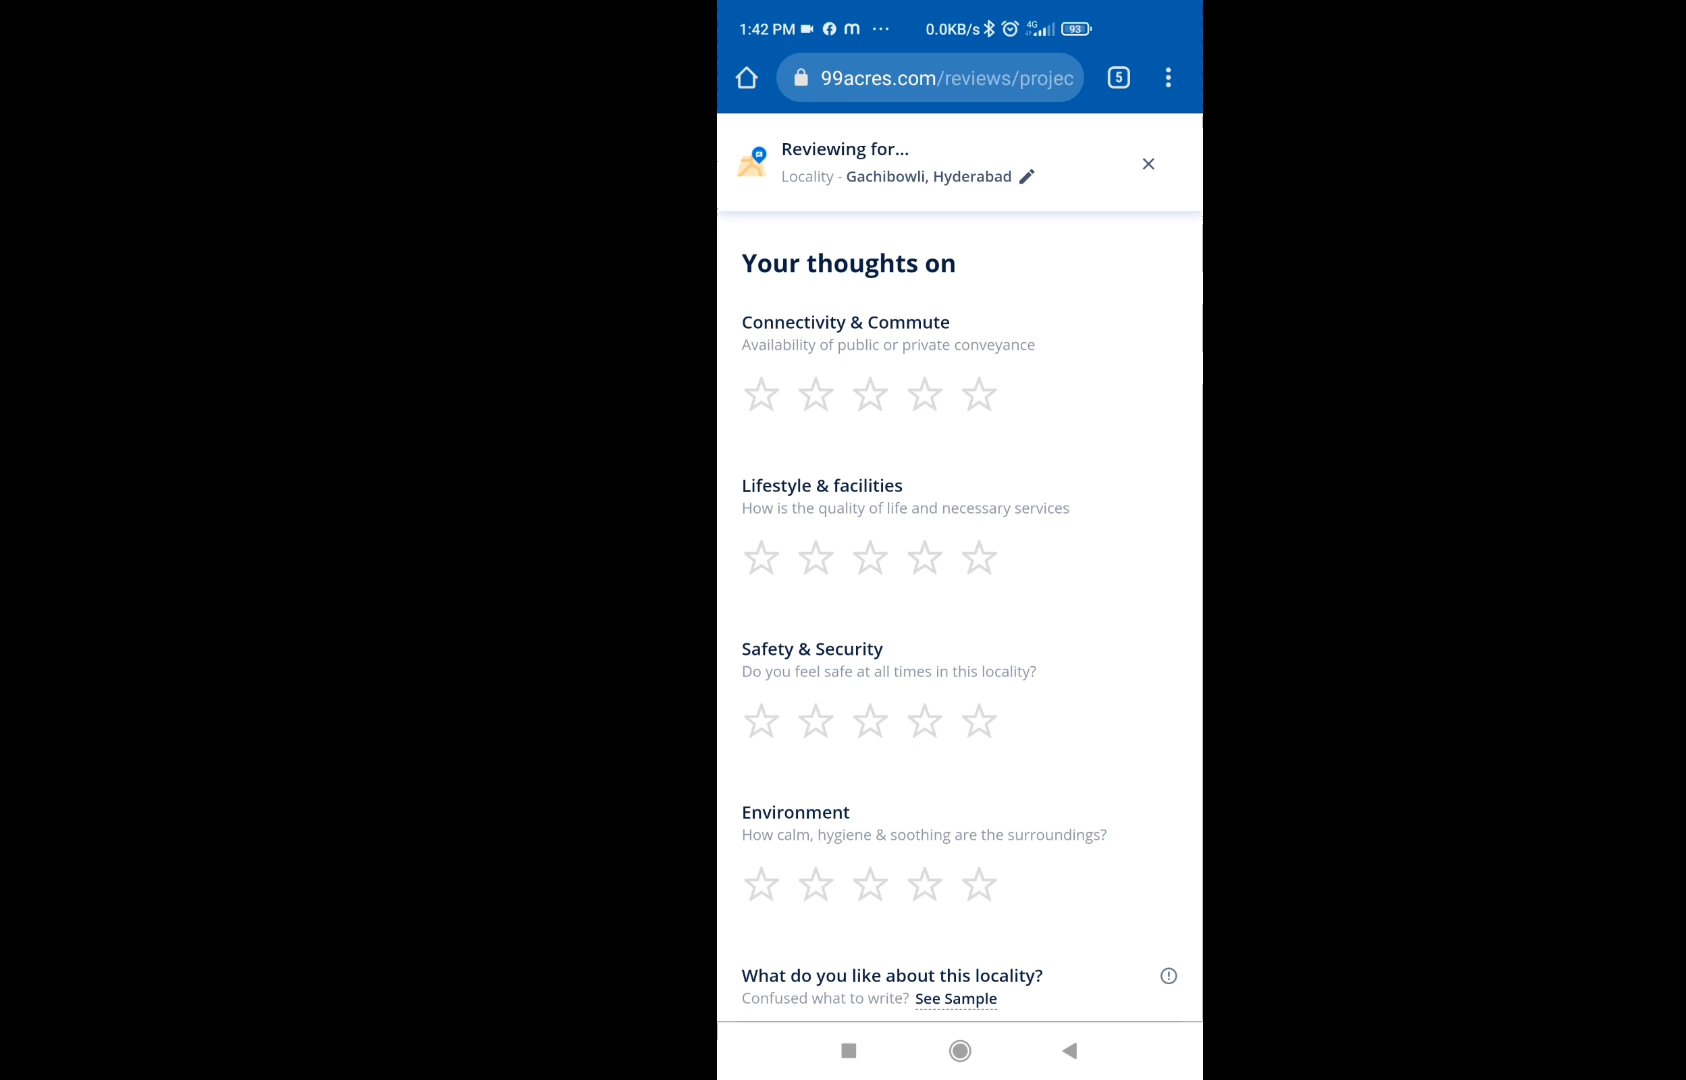 1:42 PM ... 0.0KB/s 4G 93
99acres.com/reviews/projec 5
Reviewing for...
Locality - Gachibowli, Hyderabad
Your thoughts on
Connectivity & Commute
Availability of public or private conveyance
Lifestyle & facilities
How is the quality of life and necessary services
Safety & Security
Do you feel safe at all times in this locality?
Environment
How calm, hygiene & soothing are the surroundings?
What do you like about this locality?
Confused what to write? See Sample